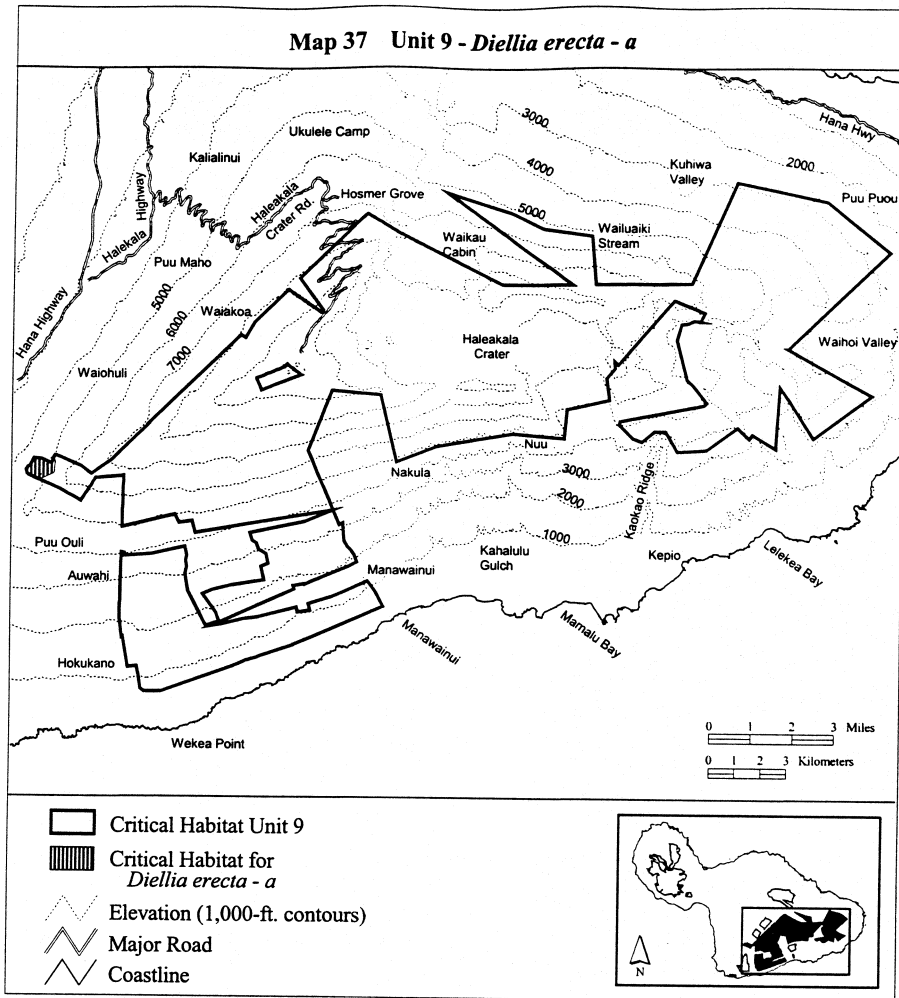 Map 37 Unit 9 - Diellia erecta - a
Hana Hwy
3000
Ukulele Camp
Kalialinui
4000
Kuhiwa
Valley
2000
Highway
Haleakala
Crater Rd.
Hosmer Grove
Puu Puou
5000
Wailuaiki
Stream
Halekala
Waikau
Cabin
Puu Maho
5000
Hana Highway
Waiakoa
6000
Haleakala
Crater
Waihoi Valley
7000
Waiohuli
Nuu
Nakula
3000
2000
Kaokao Ridge
1000
Puu Ouli
Kahalulu
Gulch
Kepio
Lelekea Bay
Auwahi
Manawainui
Mamalu Bay
Manawainui
Hokukano
Wekea Point
0 1 2 3 Miles
0 1 2 3 Kilometers
Critical Habitat Unit 9
Critical Habitat for
Diellia erecta - a
Elevation (1,000-ft. contours)
Major Road
Coastline
N